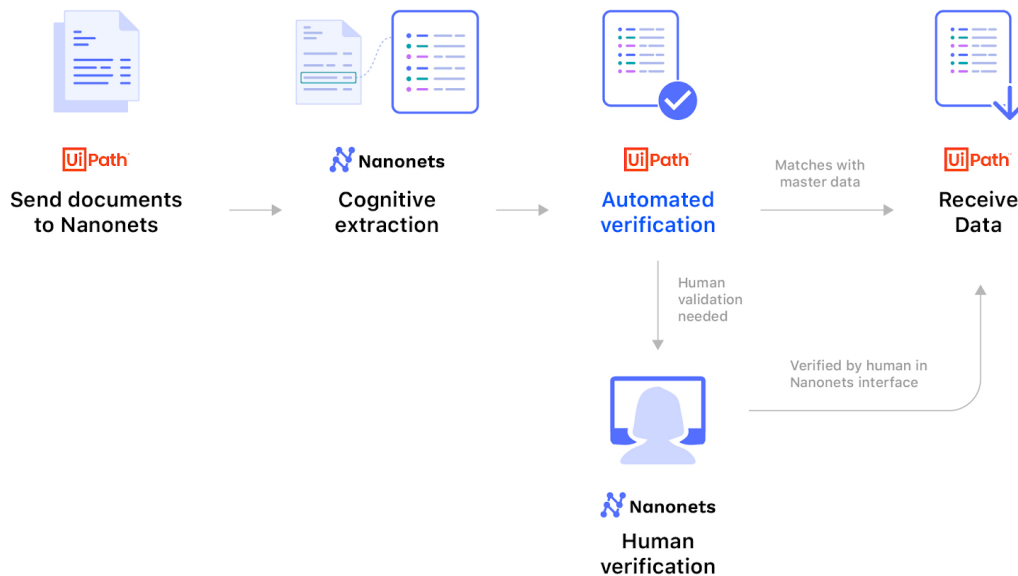 UiPath
Send documents
to Nanonets
Nanonets
Cognitive
extraction
UiPath
Automated
verification
Matches with
master data
UiPath
Receive
Data
Human
validation
needed
Verified by human in
Nanonets interface
Nanonets
Human
verification